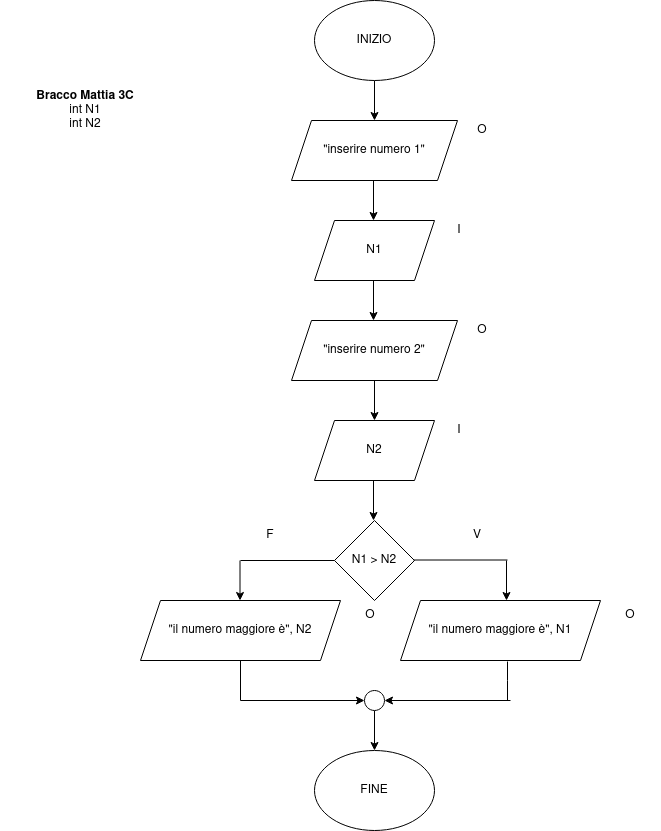 INIZIO
Bracco Mattia 3C
int N1
int N2
"inserire numero 1"
O
N1
I
"inserire numero 2"
O
N2
I
F
V
N1 > N2
"il numero maggiore è", N2
O
"il numero maggiore è", N1
O
FINE